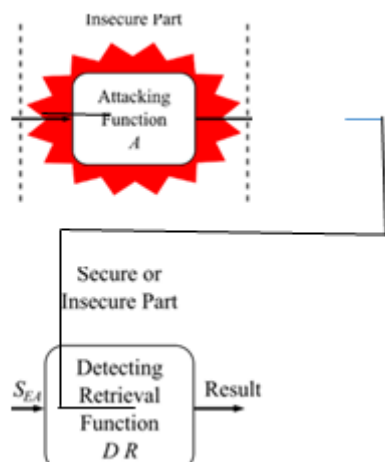 Insecure Part
Attacking
Function
A
Secure or
Insecure Part
Detecting
S_EA Retrieval Result
Function
D R